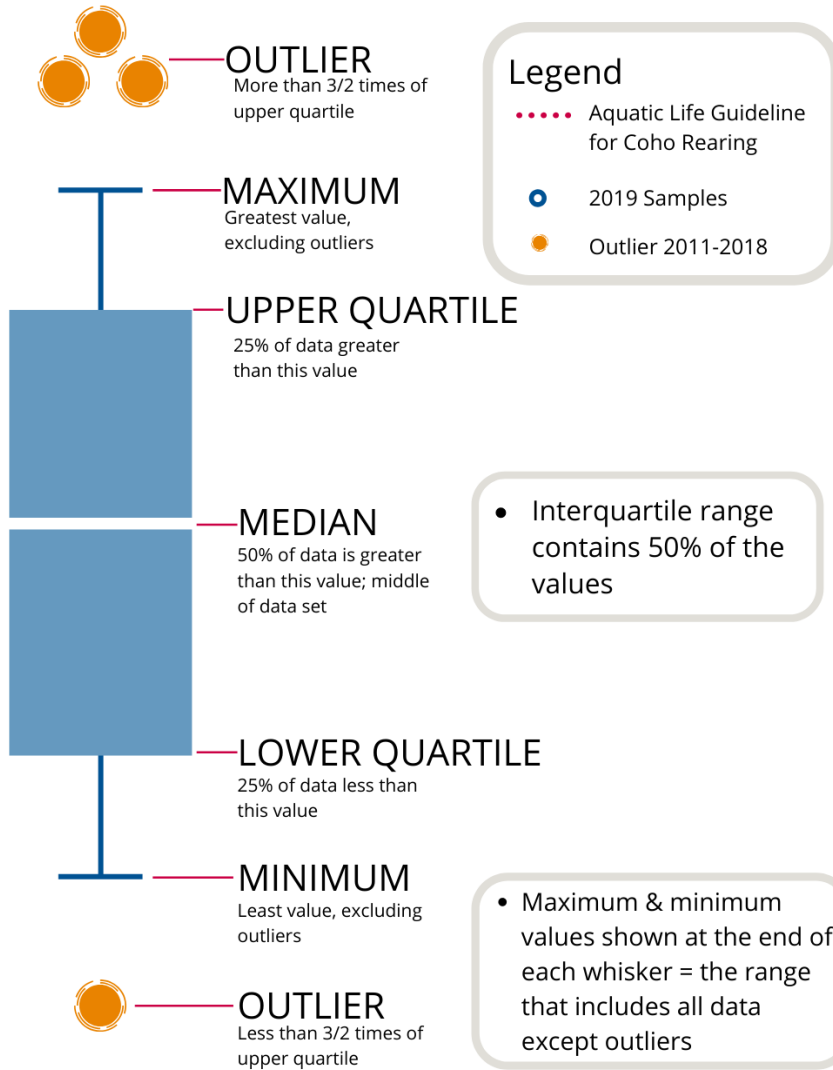 OUTLIER
More than 3/2 times of
upper quartile
MAXIMUM
Greatest value,
excluding outliers
UPPER QUARTILE
25% of data greater
than this value
MEDIAN
50% of data is greater
than this value; middle
of data set
LOWER QUARTILE
25% of data less than
this value
MINIMUM
Least value, excluding
outliers
OUTLIER
Less than 3/2 times of
upper quartile
Legend
Aquatic Life Guideline
for Coho Rearing
2019 Samples
Outlier 2011-2018
• Interquartile range
contains 50% of the
values
• Maximum & minimum
values shown at the end of
each whisker = the range
that includes all data
except outliers